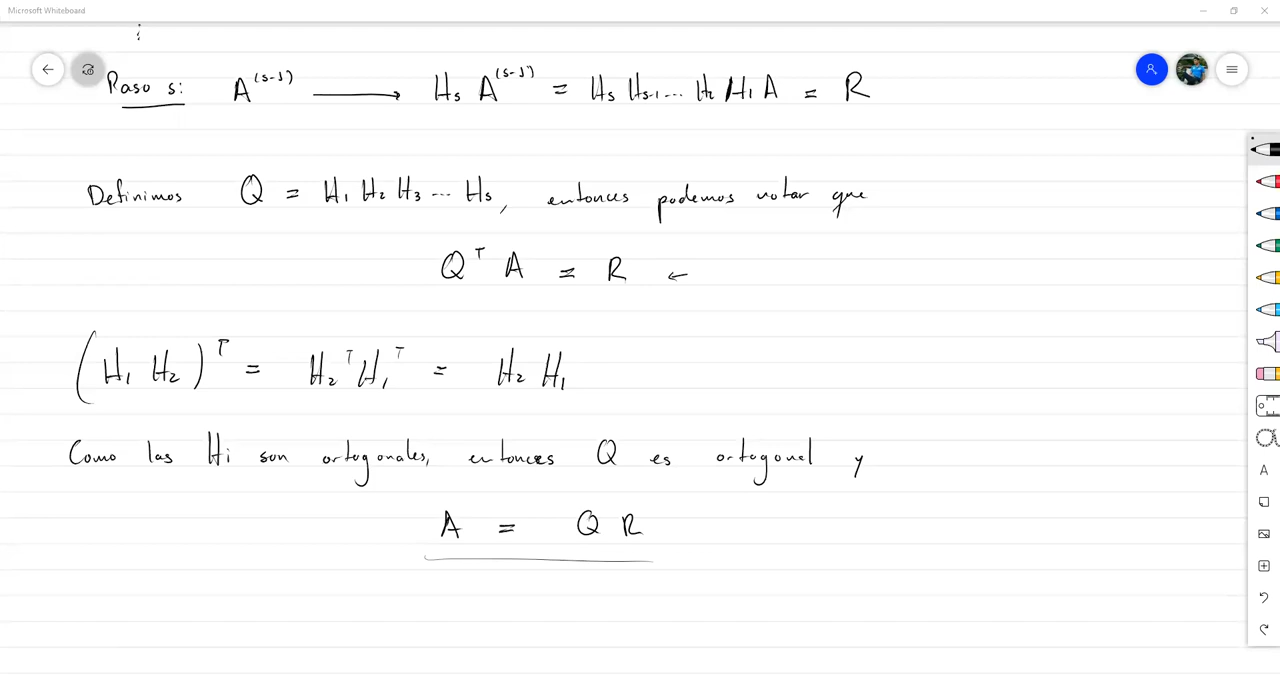 Microsoft Whiteboard
⋮
Paso s: A^(s-1) ⟶ Hs A^(s-1) = Hs Hs-1 ... H2 H1 A = R
Definimos Q = H1 H2 H3 ... Hs, entonces podemos notar que
Q^T A = R ←
(H1 H2)^T = H2^T H1^T = H2 H1
Como las Hi son ortogonales, entonces Q es ortogonal y
A = Q R
A